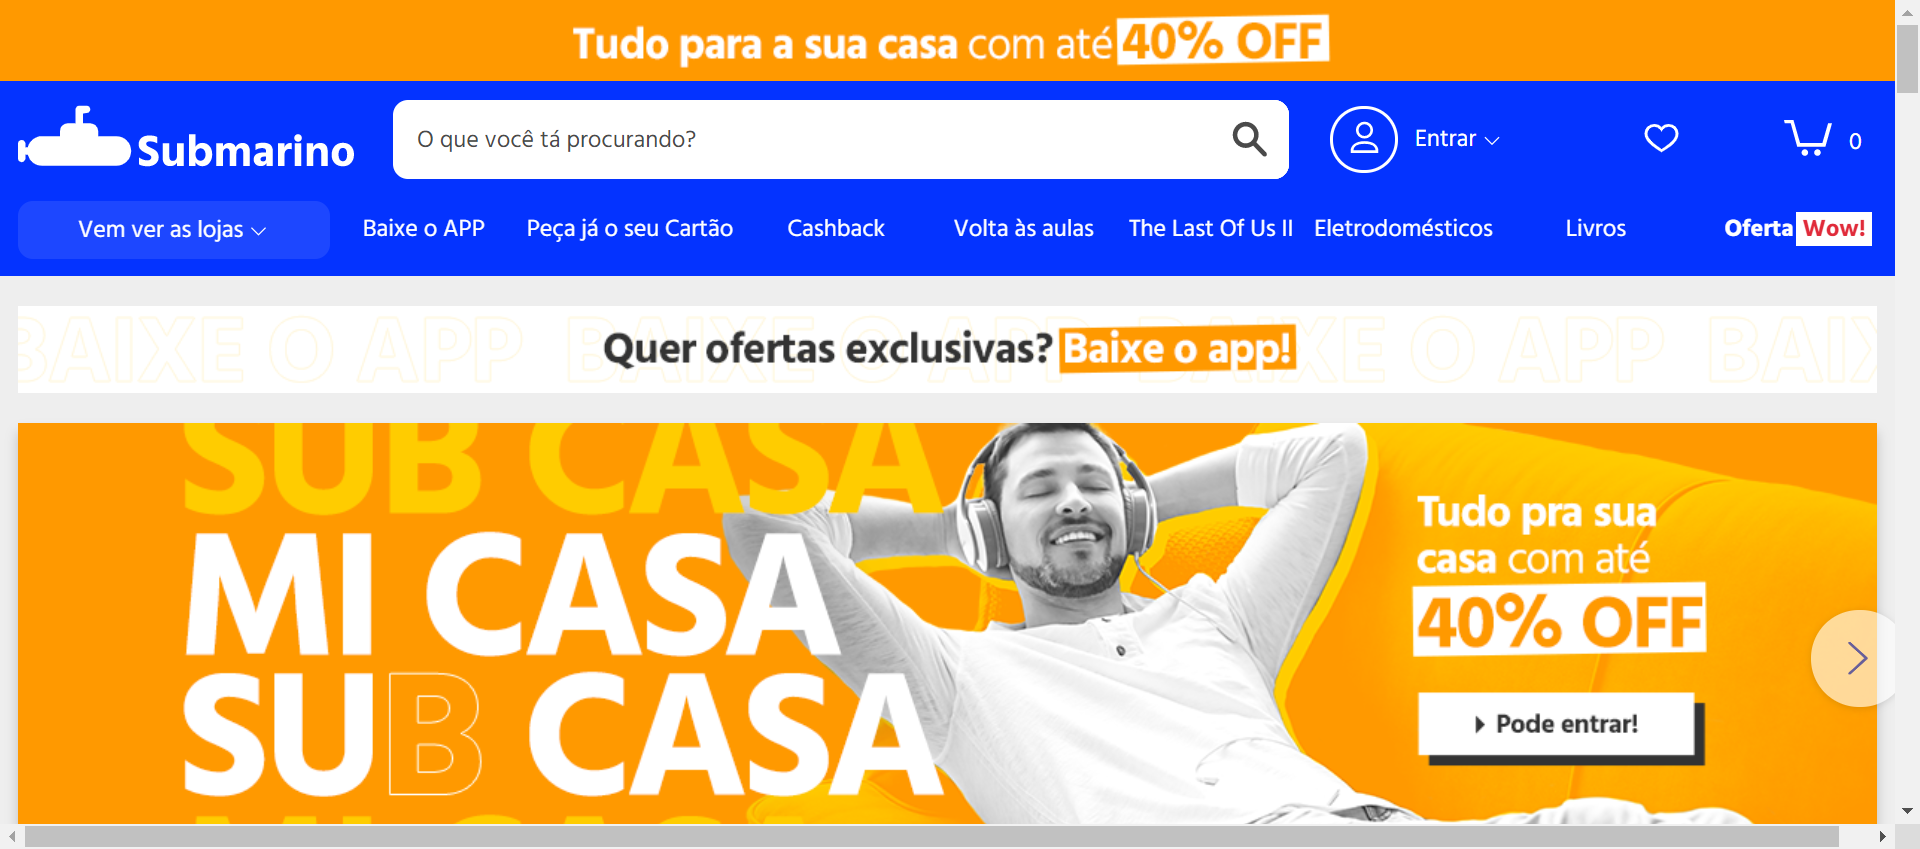 Tudo para a sua casa com até 40% OFF
Submarino
O que você tá procurando?
Entrar
0
Vem ver as lojas
Baixe o APP
Peça já o seu Cartão
Cashback
Volta às aulas
The Last Of Us II
Eletrodomésticos
Livros
Oferta Wow!
BAIXE O APP BAIXE O APP BAIXE O APP BAIX
Quer ofertas exclusivas? Baixe o app!
SUB CASA
MI CASA
SUB CASA
MI CASA
Tudo pra sua
casa com até
40% OFF
Pode entrar!